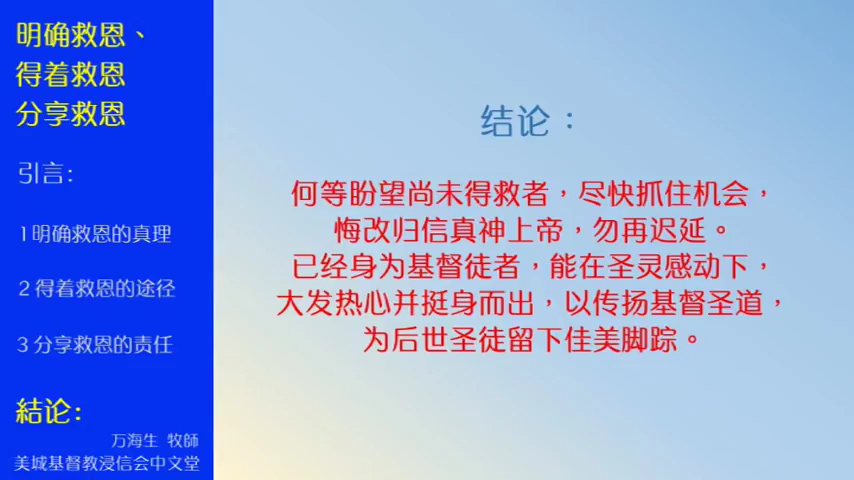 明确救恩、
得着救恩
分享救恩
引言:
1明确救恩的真理
2得着救恩的途径
3分享救恩的责任
結论:
万海生 牧師
美城基督教浸信会中文堂
结论：
何等盼望尚未得救者，尽快抓住机会，
悔改归信真神上帝，勿再迟延。
已经身为基督徒者，能在圣灵感动下，
大发热心并挺身而出，以传扬基督圣道，
为后世圣徒留下佳美脚踪。